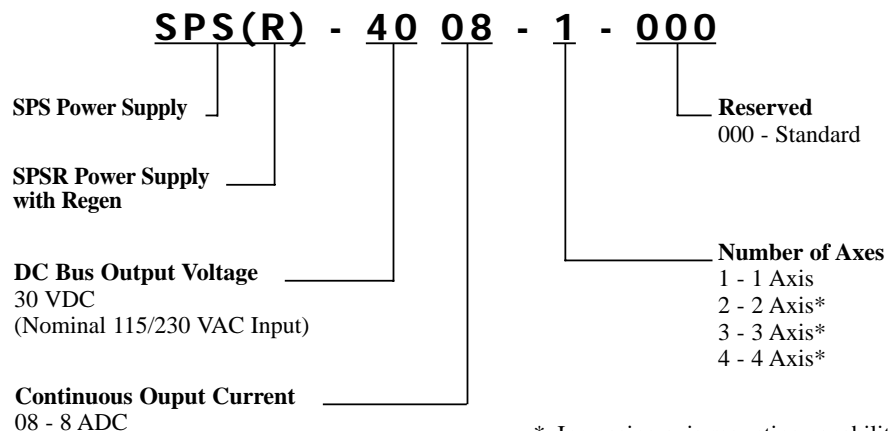 SPS(R) - 40 08 - 1 - 000
SPS Power Supply
SPSR Power Supply
with Regen
DC Bus Output Voltage
30 VDC
(Nominal 115/230 VAC Input)
Continuous Ouput Current
08 - 8 ADC
Reserved
000 - Standard
Number of Axes
1 - 1 Axis
2 - 2 Axis*
3 - 3 Axis*
4 - 4 Axis*